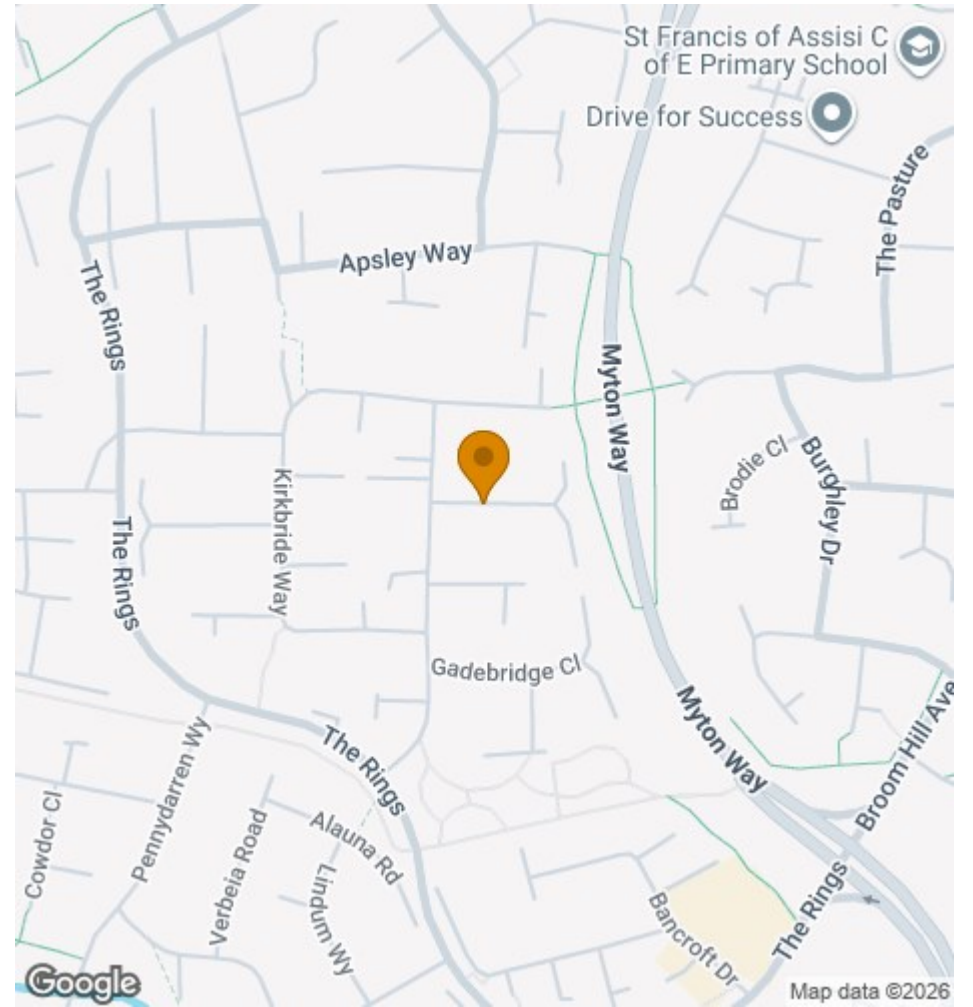 St Francis of Assisi C
of E Primary School
Drive for Success
The Pasture
Apsley Way
The Rings
Myton Way
Brodie Cl
Burghley Dr
Kirkbride Way
The Rings
Gadebridge Cl
Myton Way
Broom Hill Ave
The Rings
Pennydarren Wy
Cowdor Cl
Verbeia Road
Alauna Rd
Lindum Wy
Bancroft Dr
The Rings
Google
Map data ©2026